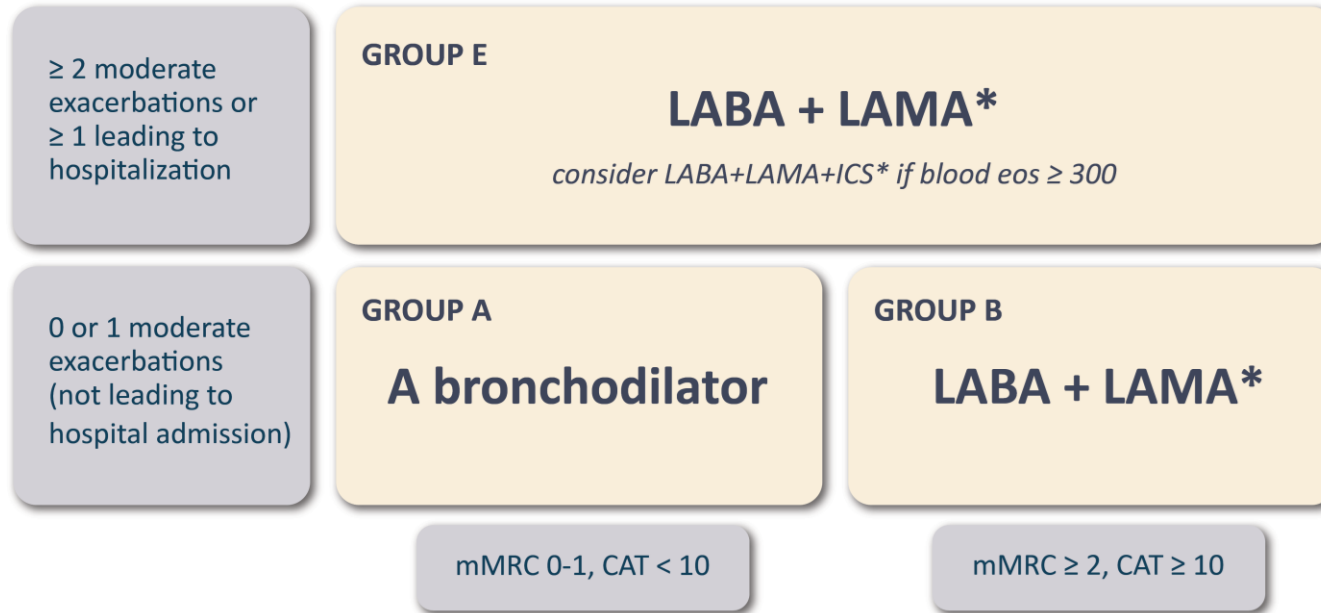 ≥ 2 moderate
exacerbations or
≥ 1 leading to
hospitalization
GROUP E
LABA + LAMA*
consider LABA+LAMA+ICS* if blood eos ≥ 300
0 or 1 moderate
exacerbations
(not leading to
hospital admission)
GROUP A
A bronchodilator
GROUP B
LABA + LAMA*
mMRC 0-1, CAT < 10
mMRC ≥ 2, CAT ≥ 10